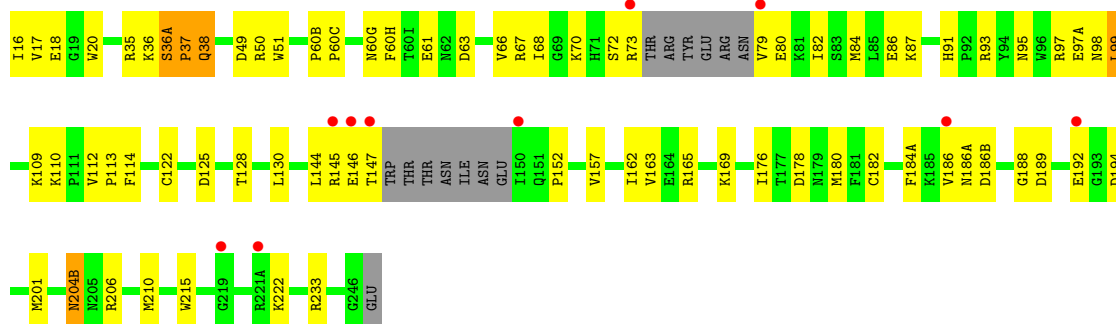 I16 V17 E18 G19 W20 R35 K36 S36A P37 Q38 D49 R50 W51 P60B P60C N60G F60H T60I E61 N62 D63 V66 R67 I68 G69 K70 H71 S72 R73 THR ARG TYR GLU ARG ASN V79 E80 K81 I82 S83 M84 L85 E86 K87 H91 P92 R93 Y94 N95 W96 R97 E97A N98 L99
K109 K110 P111 V112 P113 F114 C122 D125 T128 L130 L144 R145 E146 T147 TRP THR THR ASN ILE ASN GLU I150 Q151 P152 V157 I162 V163 E164 R165 K169 I176 T177 D178 N179 M180 F181 C182 F184A K185 V186 N186A D186B G188 D189 E192 G193 D194
M201 N204B N205 R206 M210 W215 G219 R221A K222 R233 G246 GLU